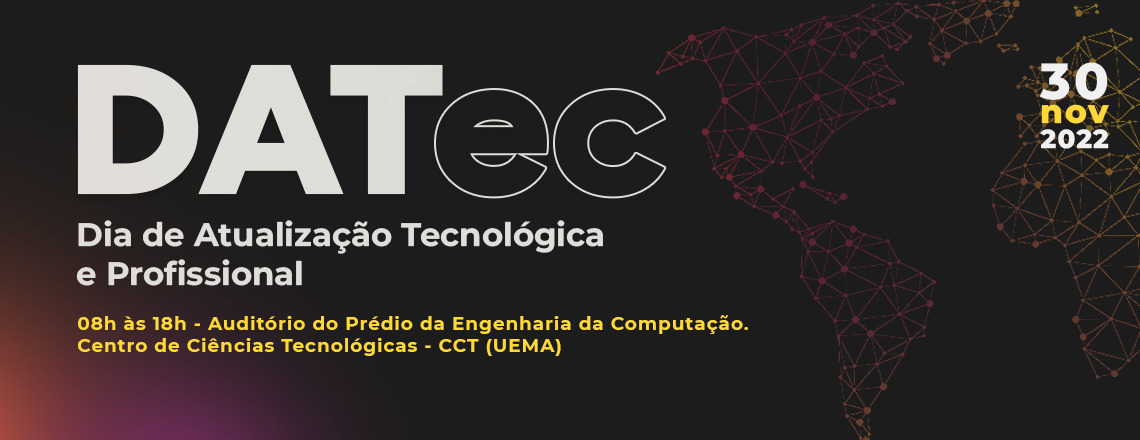 DATec
Dia de Atualização Tecnológica
e Profissional
08h às 18h - Auditório do Prédio da Engenharia da Computação.
Centro de Ciências Tecnológicas - CCT (UEMA)
30
nov
2022